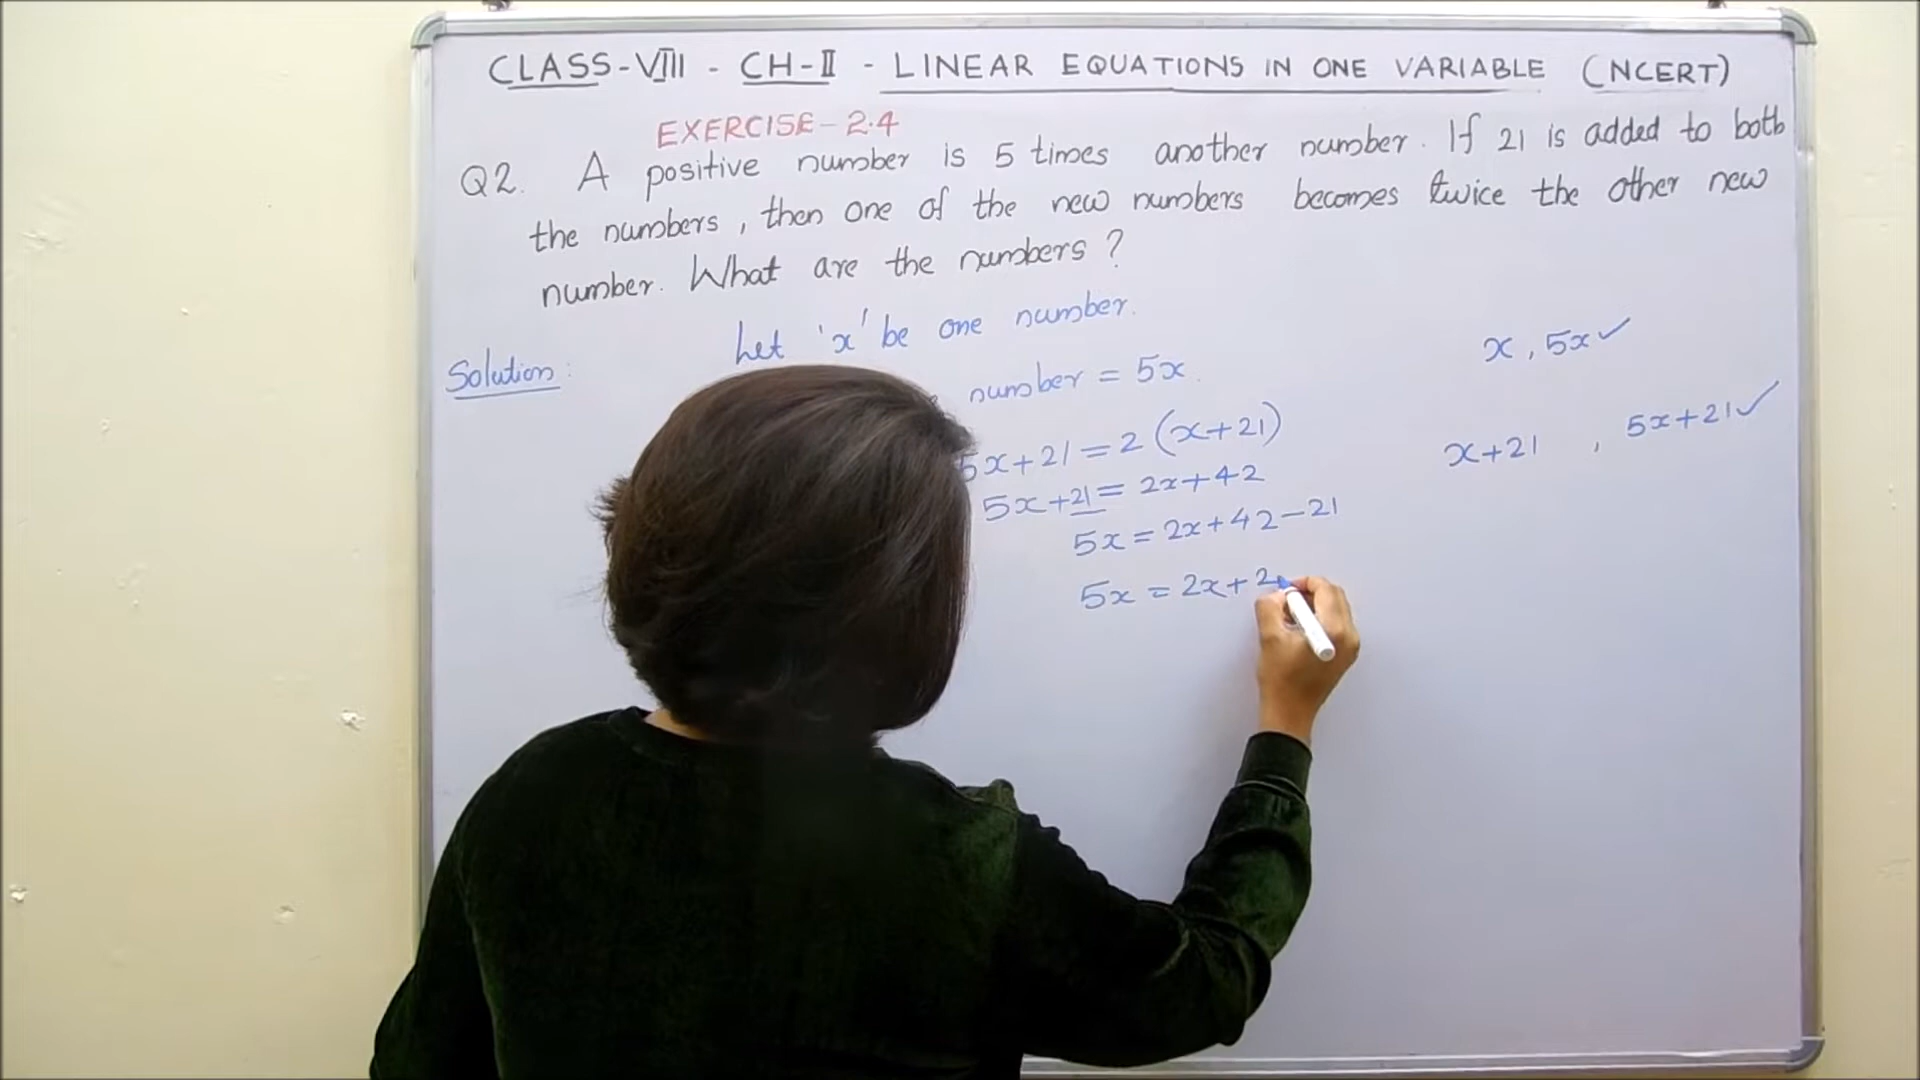 CLASS-VIII - CH-II - LINEAR EQUATIONS IN ONE VARIABLE (NCERT)
EXERCISE-2.4
Q2. A positive number is 5 times another number. If 21 is added to both
the numbers, then one of the new numbers becomes twice the other new
number. What are the numbers?
Solution:
Let 'x' be one number.
number = 5x.
5x+21=2(x+21)
5x+21= 2x+42
5x=2x+42-21
5x = 2x+2
x, 5x✓
x+21 , 5x+21✓